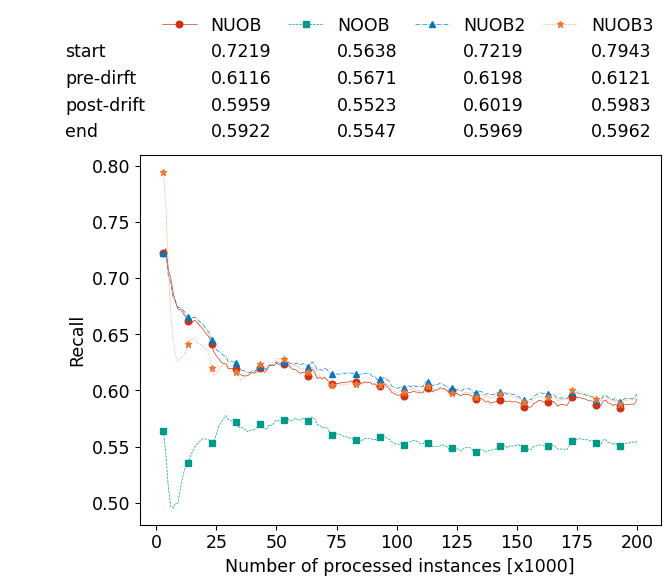 NUOB NOOB NUOB2 NUOB3
start 0.7219 0.5638 0.7219 0.7943
pre-dirft 0.6116 0.5671 0.6198 0.6121
post-drift 0.5959 0.5523 0.6019 0.5983
end 0.5922 0.5547 0.5969 0.5962
0.80
0.75
0.70
0.65
0.60
0.55
0.50
Recall
0 25 50 75 100 125 150 175 200
Number of processed instances [x1000]